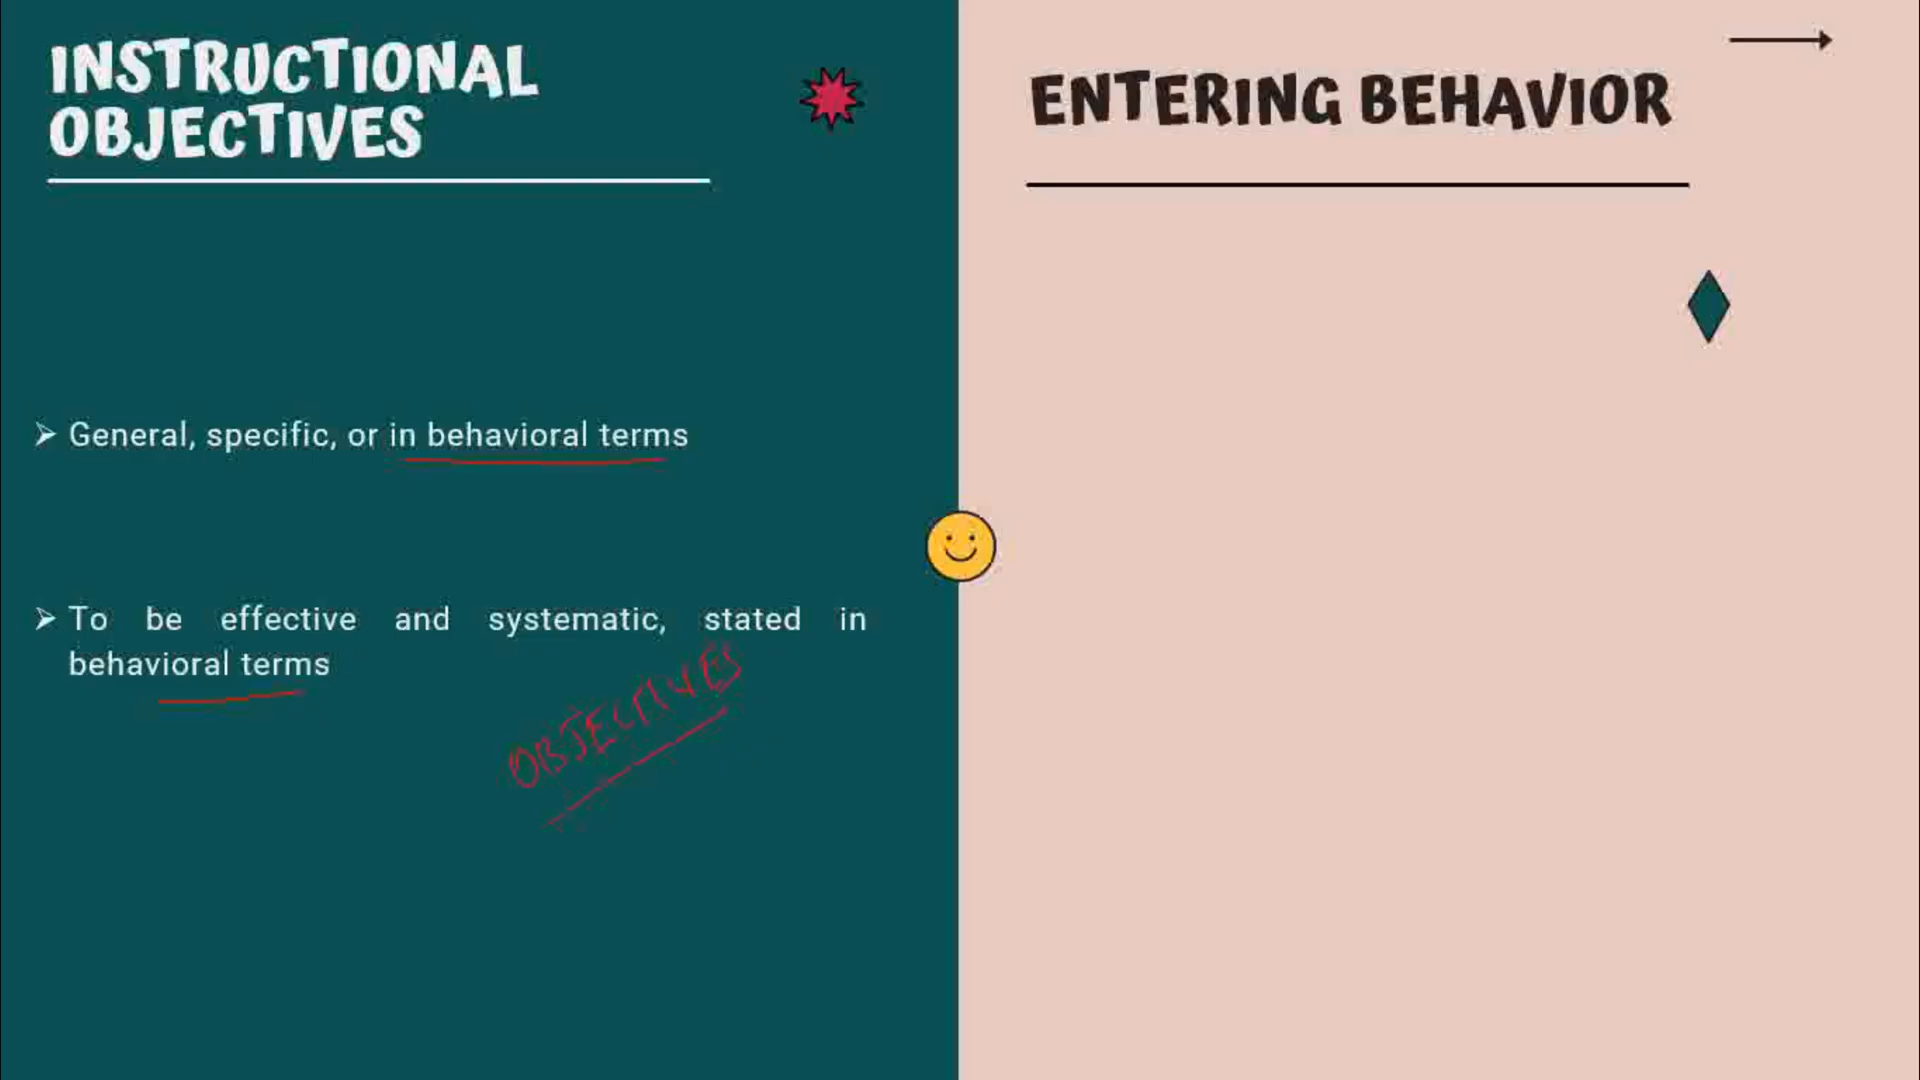 INSTRUCTIONAL
OBJECTIVES
➢ General, specific, or in behavioral terms
➢ To be effective and systematic, stated in
behavioral terms
OBJECTIVES
ENTERING BEHAVIOR